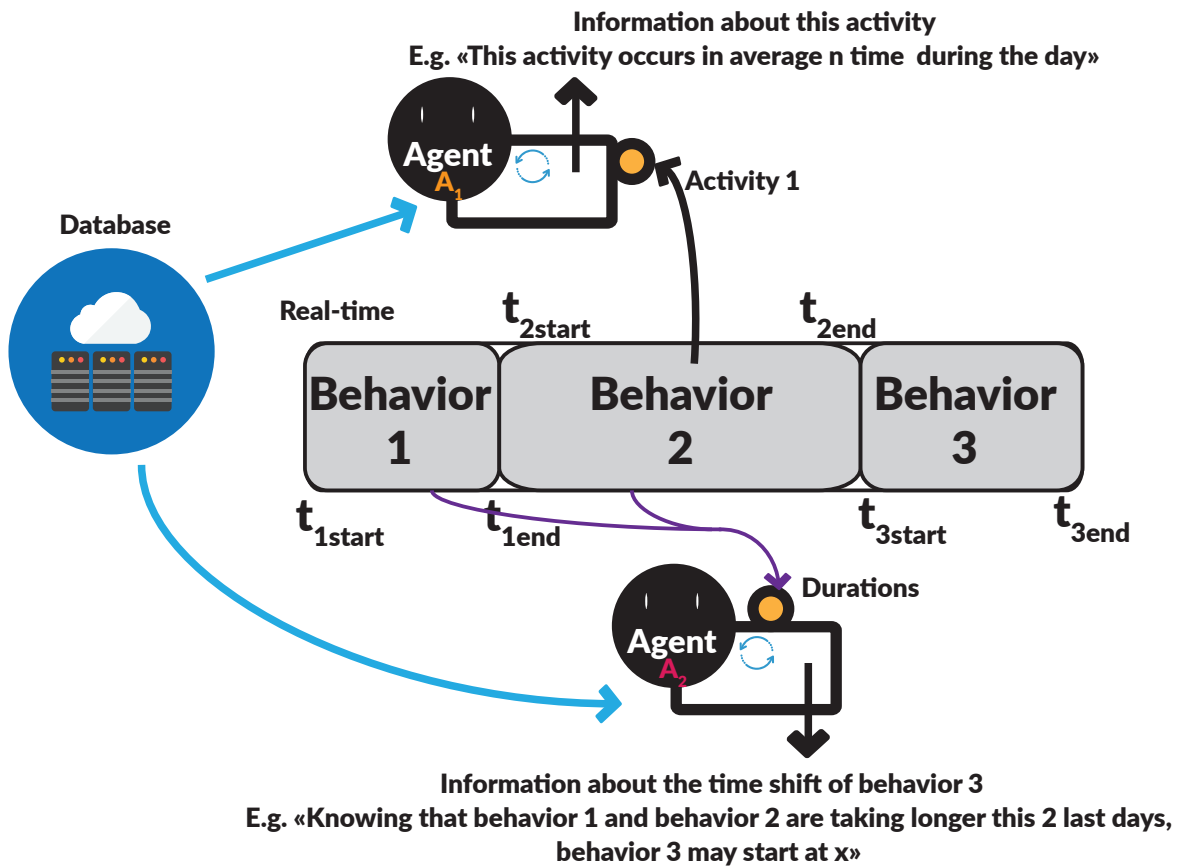 Information about this activity
E.g. «This activity occurs in average n time  during the day»
Agent
A1
Activity 1
Database
Real-time
t2start
t2end
Behavior
1
Behavior
2
Behavior
3
t1start
t1end
t3start
t3end
Durations
Agent
A2
Information about the time shift of behavior 3
E.g. «Knowing that behavior 1 and behavior 2 are taking longer this 2 last days,
behavior 3 may start at x»